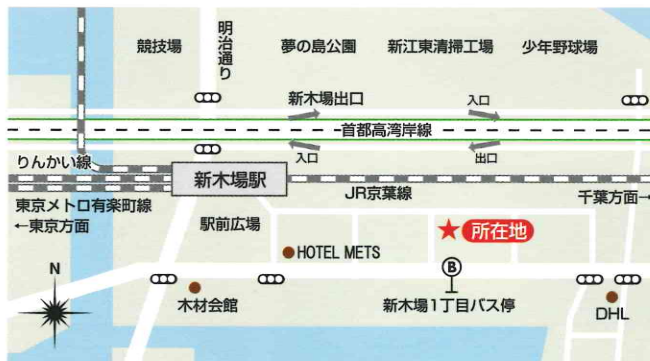 競技場
明治通り
夢の島公園
新江東清掃工場
少年野球場
新木場出口
入口
首都高湾岸線
入口
出口
りんかい線
新木場駅
JR京葉線
千葉方面→
東京メトロ有楽町線
←東京方面
駅前広場
所在地
HOTEL METS
B
N
木材会館
新木場1丁目バス停
DHL